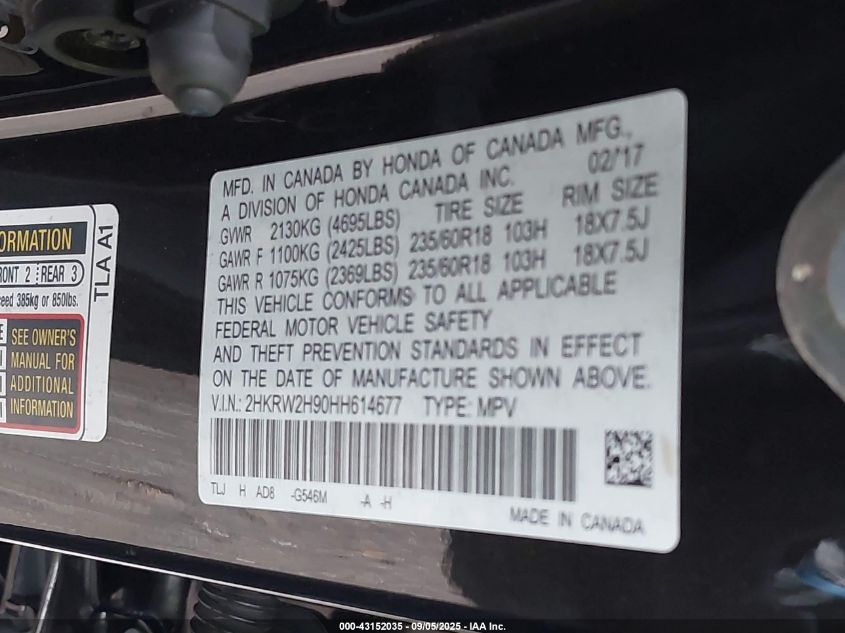 ORMATION
RONT 2 REAR 3
ceed 385kg or 850lbs.
SEE OWNER'S
MANUAL FOR
ADDITIONAL
INFORMATION
TLA A1
MFD. IN CANADA BY HONDA OF CANADA MFG.,
A DIVISION OF HONDA CANADA INC. 02/17
GVWR 2130KG (4695LBS) TIRE SIZE RIM SIZE
GAWR F 1100KG (2425LBS) 235/60R18 103H 18X7.5J
GAWR R 1075KG (2369LBS) 235/60R18 103H 18X7.5J
THIS VEHICLE CONFORMS TO ALL APPLICABLE
FEDERAL MOTOR VEHICLE SAFETY
AND THEFT PREVENTION STANDARDS IN EFFECT
ON THE DATE OF MANUFACTURE SHOWN ABOVE.
V.I.N.: 2HKRW2H90HH614677 TYPE: MPV
TLJ H AD8 -G546M -A -H
MADE IN CANADA
000-43152035 - 09/05/2025 - © IAA Inc.